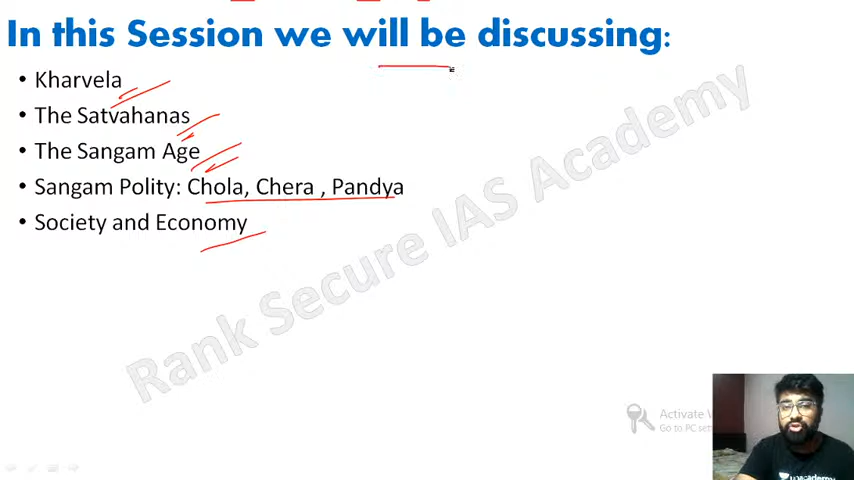 In this Session we will be discussing:
• Kharvela
• The Satvahanas
• The Sangam Age
• Sangam Polity: Chola, Chera , Pandya
• Society and Economy
Rank Secure IAS Academy
Activate
Go to PC